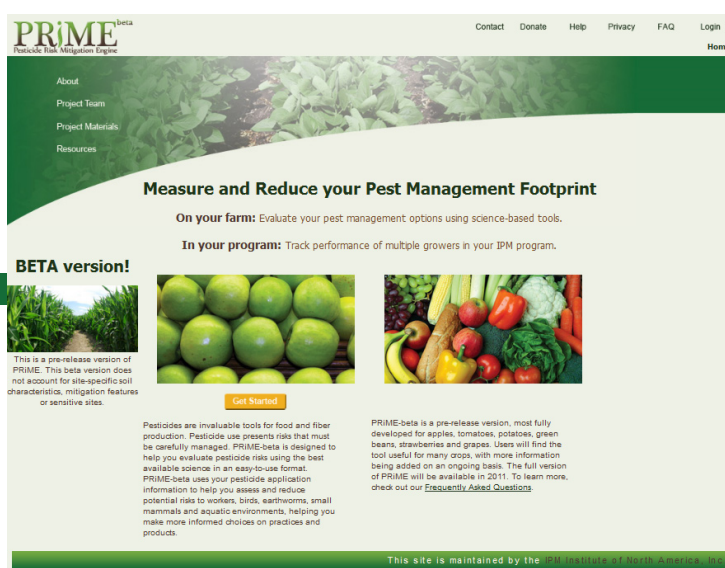 PRiME beta
Pesticide Risk Mitigation Engine
Contact Donate Help Privacy FAQ Login
Hom
About
Project Team
Project Materials
Resources
Measure and Reduce your Pest Management Footprint
On your farm: Evaluate your pest management options using science-based tools.
In your program: Track performance of multiple growers in your IPM program.
BETA version!
This is a pre-release version of
PRiME. This beta version does
not account for site-specific soil
characteristics, mitigation features
or sensitive sites.
Get Started
Pesticides are invaluable tools for food and fiber
production. Pesticide use presents risks that must
be carefully managed. PRiME-beta is designed to
help you evaluate pesticide risks using the best
available science in an easy-to-use format.
PRiME-beta uses your pesticide application
information to help you assess and reduce
potential risks to workers, birds, earthworms, small
mammals and aquatic environments, helping you
make more informed choices on practices and
products.
PRiME-beta is a pre-release version, most fully
developed for apples, tomatoes, potatoes, green
beans, strawberries and grapes. Users will find the
tool useful for many crops, with more information
being added on an ongoing basis. The full version
of PRiME will be available in 2011. To learn more,
check out our Frequently Asked Questions.
This site is maintained by the IPM Institute of North America, Inc